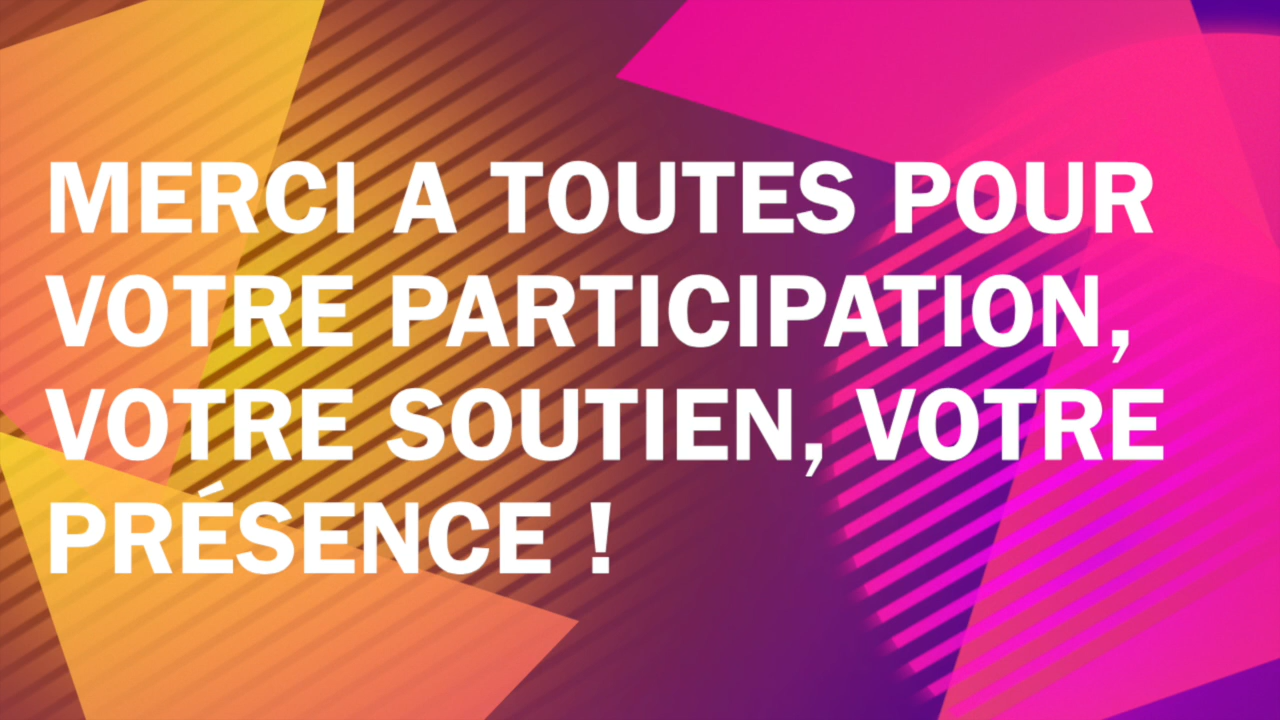 MERCI A TOUTES POUR
VOTRE PARTICIPATION,
VOTRE SOUTIEN, VOTRE
PRÉSENCE !